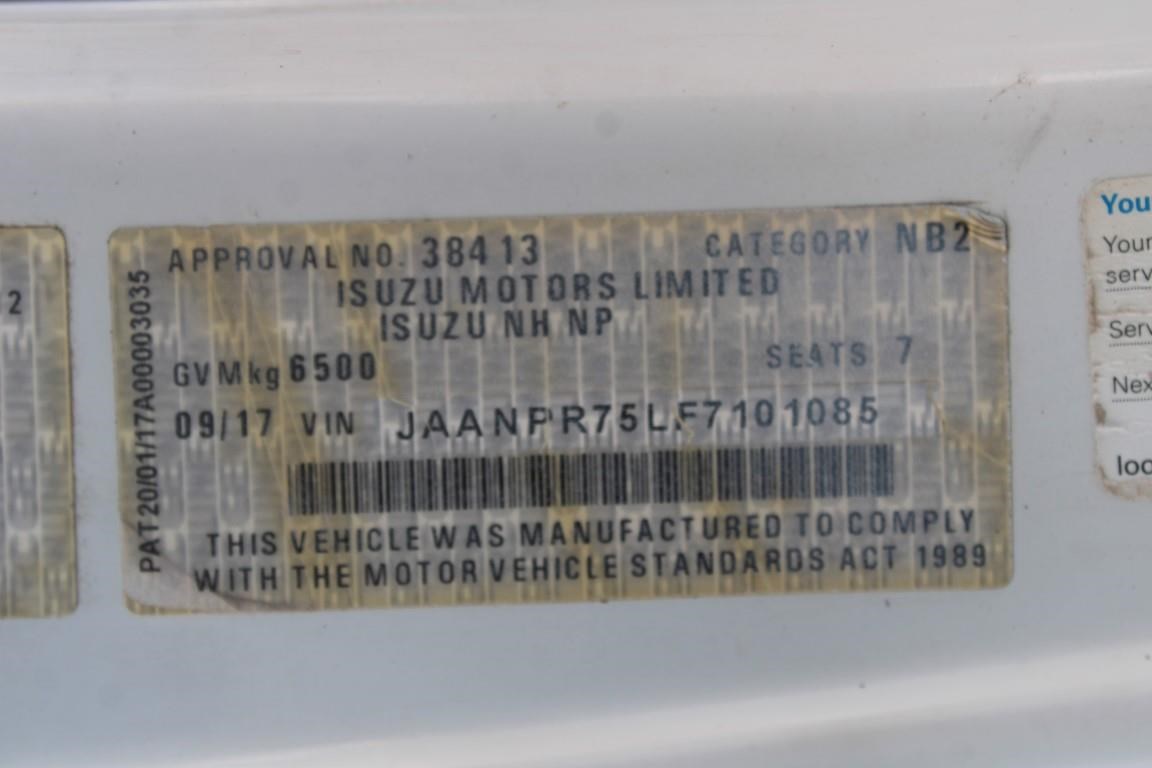 2
PAT20/01/17A00003035
APPROVAL NO. 38413 CATEGORY NB2
ISUZU MOTORS LIMITED
ISUZU NH NP
GVMkg 6500 SEATS 7
09/17 VIN JAANPR75LF7101085
THIS VEHICLE WAS MANUFACTURED TO COMPLY
WITH THE MOTOR VEHICLE STANDARDS ACT 1989
You
Your
serv
Serv
Nex
loc